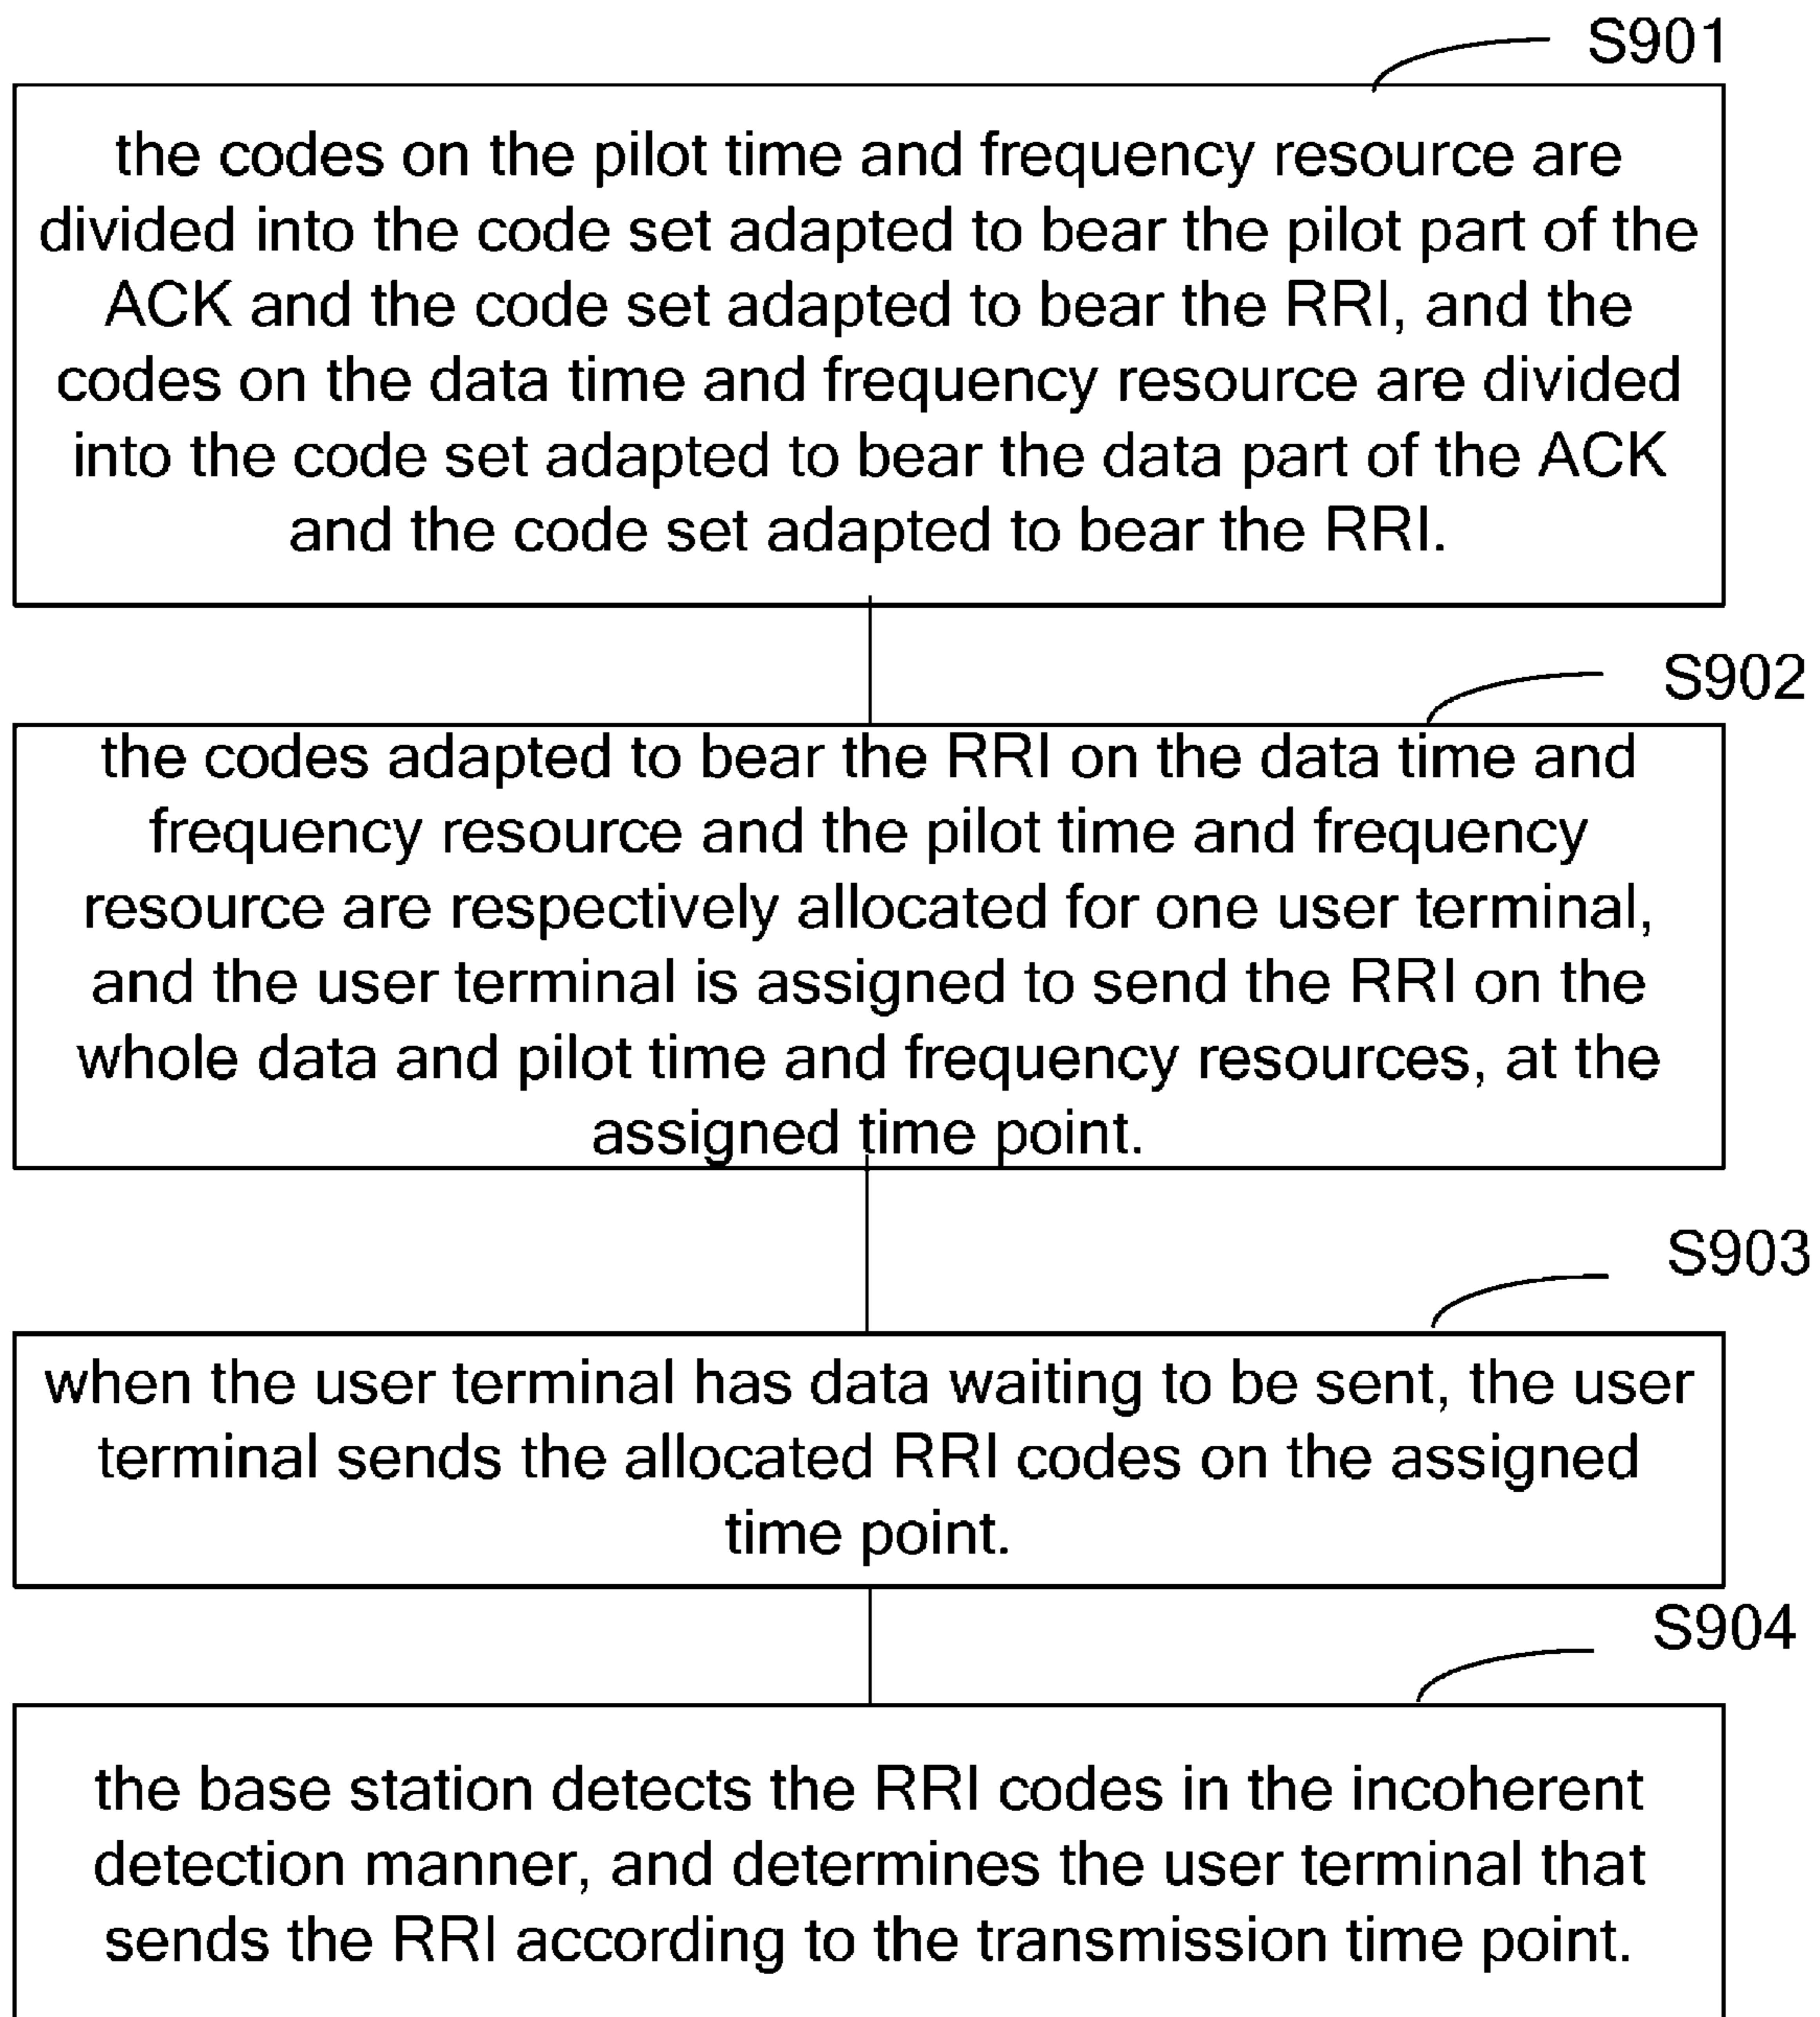 S901
the codes on the pilot time and frequency resource are
divided into the code set adapted to bear the pilot part of the
ACK and the code set adapted to bear the RRI, and the
codes on the data time and frequency resource are divided
into the code set adapted to bear the data part of the ACK
and the code set adapted to bear the RRI.
S902
the codes adapted to bear the RRI on the data time and
frequency resource and the pilot time and frequency
resource are respectively allocated for one user terminal,
and the user terminal is assigned to send the RRI on the
whole data and pilot time and frequency resources, at the
assigned time point.
S903
when the user terminal has data waiting to be sent, the user
terminal sends the allocated RRI codes on the assigned
time point.
S904
the base station detects the RRI codes in the incoherent
detection manner, and determines the user terminal that
sends the RRI according to the transmission time point.